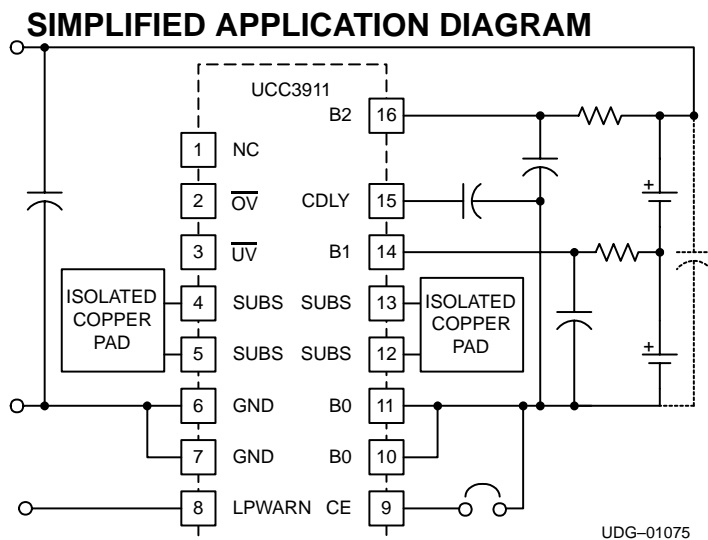 SIMPLIFIED APPLICATION DIAGRAM
UCC3911
B2 16
1 NC
2 OV
CDLY 15
3 UV
B1 14
ISOLATED
COPPER
PAD
4 SUBS
SUBS 13
ISOLATED
COPPER
PAD
5 SUBS
SUBS 12
6 GND
B0 11
7 GND
B0 10
8 LPWARN
CE 9
+
+
UDG–01075